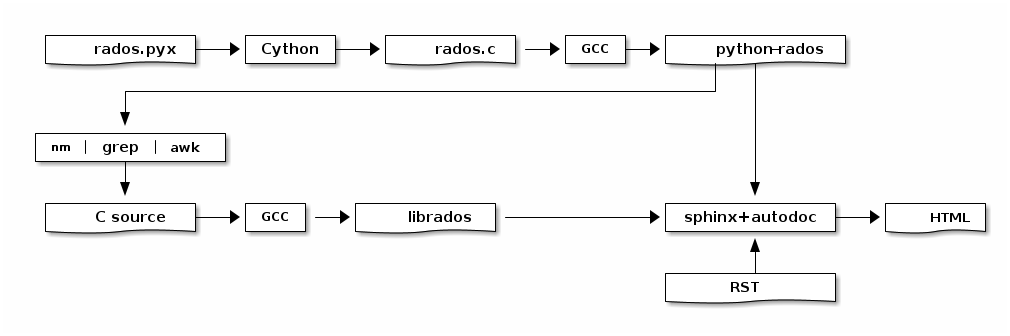 rados.pyx Cython rados.c GCC python-rados
nm | grep | awk
C source GCC librados sphinx+autodoc HTML
RST